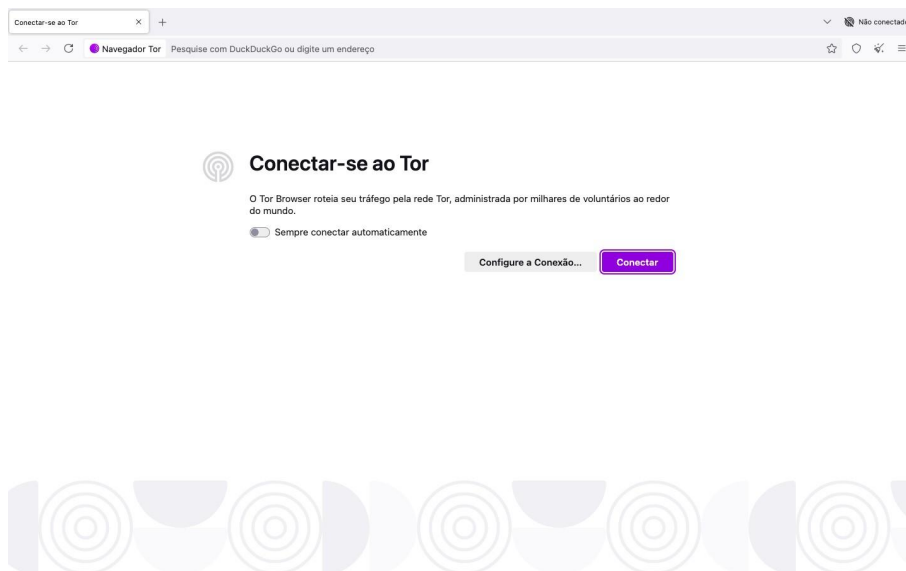 Conectar-se ao Tor
Não conectado
Navegador Tor
Pesquise com DuckDuckGo ou digite um endereço
Conectar-se ao Tor
O Tor Browser roteia seu tráfego pela rede Tor, administrada por milhares de voluntários ao redor
do mundo.
Sempre conectar automaticamente
Configure a Conexão...
Conectar